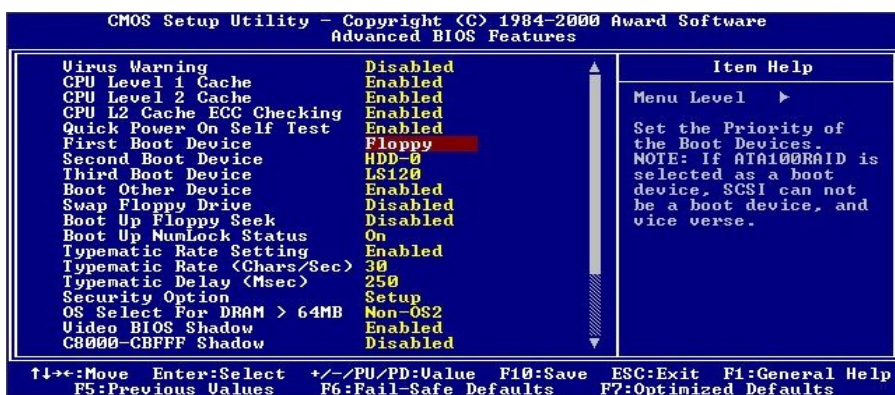 CMOS Setup Utility – Copyright (C) 1984-2000 Award Software
Advanced BIOS Features
Virus Warning Disabled
CPU Level 1 Cache Enabled
CPU Level 2 Cache Enabled
CPU L2 Cache ECC Checking Enabled
Quick Power On Self Test Enabled
First Boot Device Floppy
Second Boot Device HDD-0
Third Boot Device LS120
Boot Other Device Enabled
Swap Floppy Drive Disabled
Boot Up Floppy Seek Disabled
Boot Up NumLock Status On
Typematic Rate Setting Enabled
Typematic Rate (Chars/Sec) 30
Typematic Delay (Msec) 250
Security Option Setup
OS Select For DRAM > 64MB Non-OS2
Video BIOS Shadow Enabled
C8000-CBFFF Shadow Disabled
Item Help
Menu Level ►
Set the Priority of
the Boot Devices.
NOTE: If ATA100RAID is
selected as a boot
device, SCSI can not
be a boot device, and
vice verse.
↑↓→←:Move Enter:Select +/-/PU/PD:Value F10:Save ESC:Exit F1:General Help
F5:Previous Values F6:Fail-Safe Defaults F7:Optimized Defaults